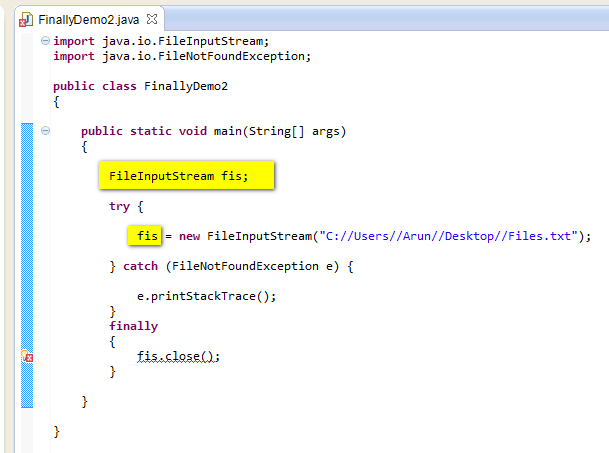 FinallyDemo2.java
import java.io.FileInputStream;
import java.io.FileNotFoundException;
public class FinallyDemo2
{
public static void main(String[] args)
{
FileInputStream fis;
try {
fis = new FileInputStream("C://Users//Arun//Desktop//Files.txt");
} catch (FileNotFoundException e) {
e.printStackTrace();
}
finally
{
fis.close();
}
}
}